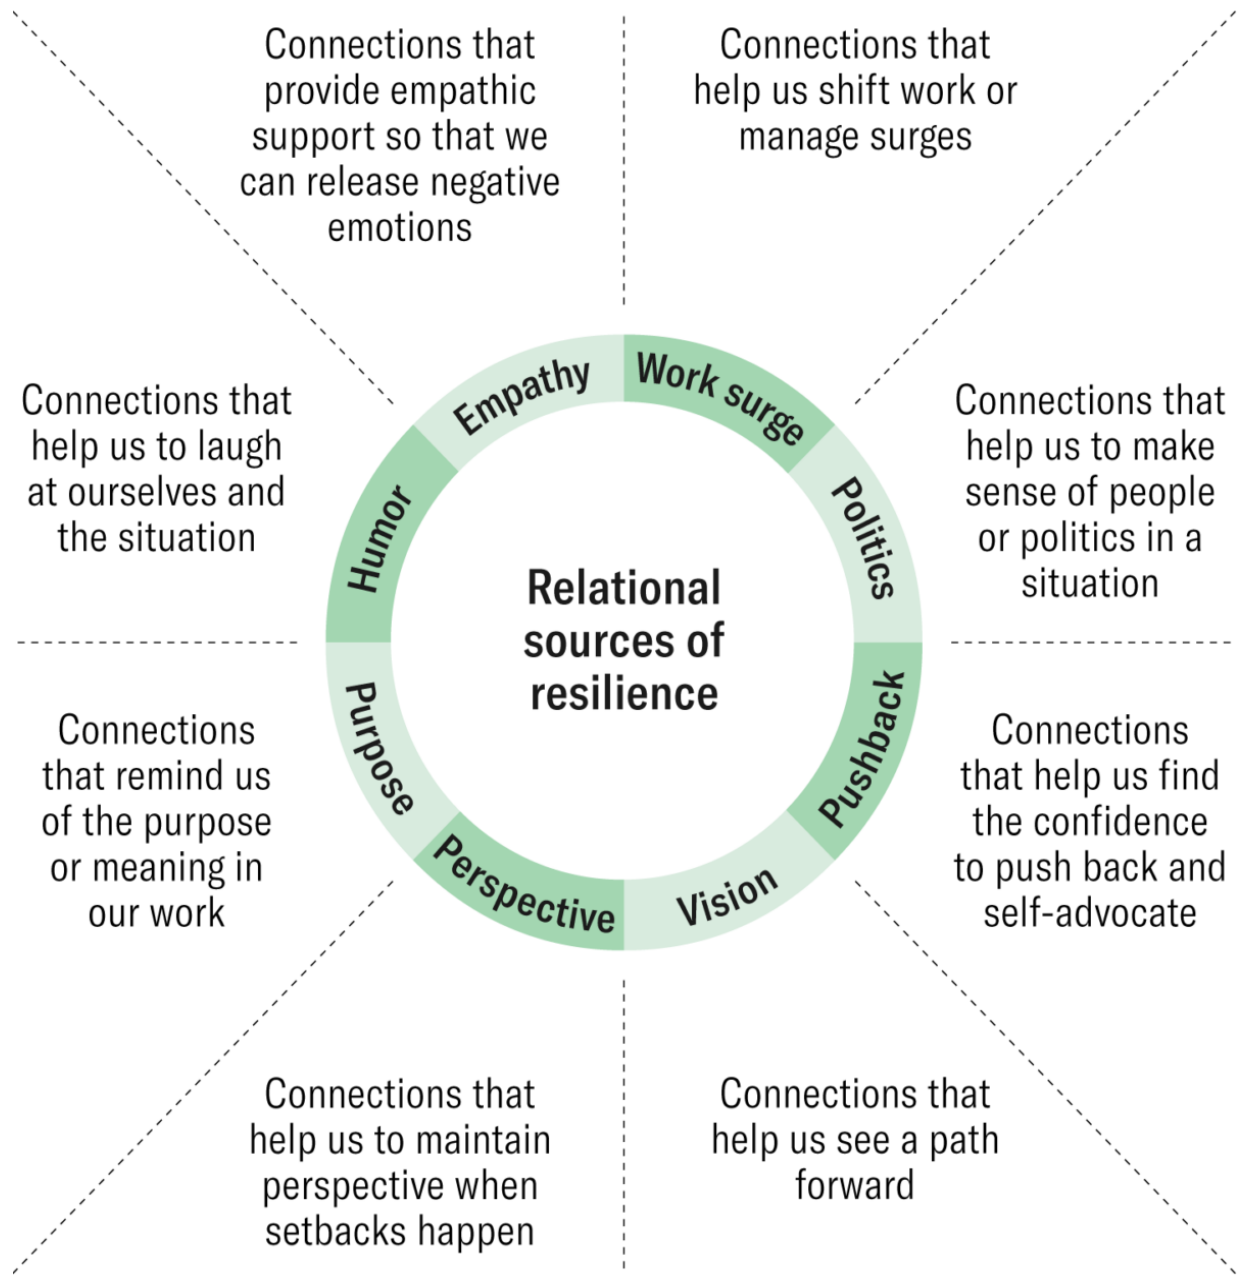 Connections that
provide empathic
support so that we
can release negative
emotions
Connections that
help us shift work or
manage surges
Connections that
help us to laugh
at ourselves and
the situation
Empathy
Work surge
Humor
Politics
Connections that
help us to make
sense of people
or politics in a
situation
Relational
sources of
resilience
Connections
that remind us
of the purpose
or meaning in
our work
Purpose
Pushback
Perspective
Vision
Connections
that help us find
the confidence
to push back and
self-advocate
Connections that
help us to maintain
perspective when
setbacks happen
Connections that
help us see a path
forward